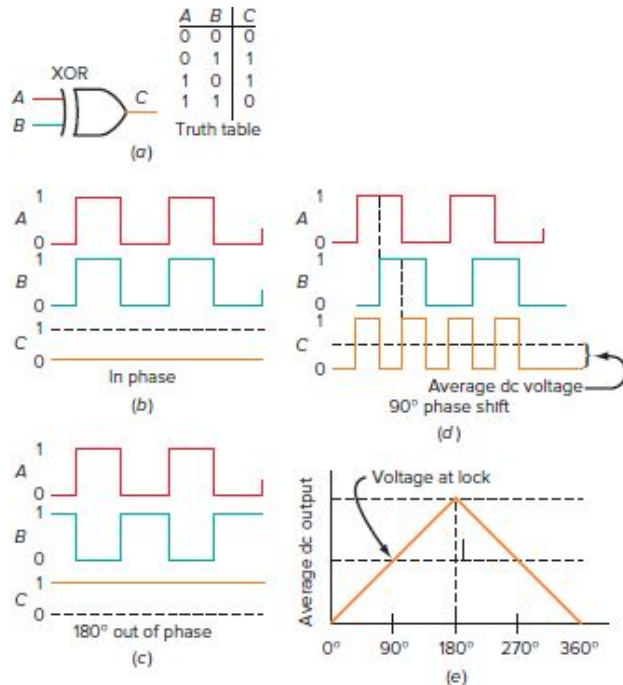 A B C
0 0 0
0 1 1
1 0 1
1 1 0
Truth table
XOR
A
B
C
(a)
1
A
0
1
B
0
1
C
0
In phase
(b)
1
A
0
1
B
0
1
C
0
180° out of phase
(c)
1
A
0
1
B
0
1
C
0
Average dc voltage
90° phase shift
(d)
Voltage at lock
Average dc output
0° 90° 180° 270° 360°
(e)